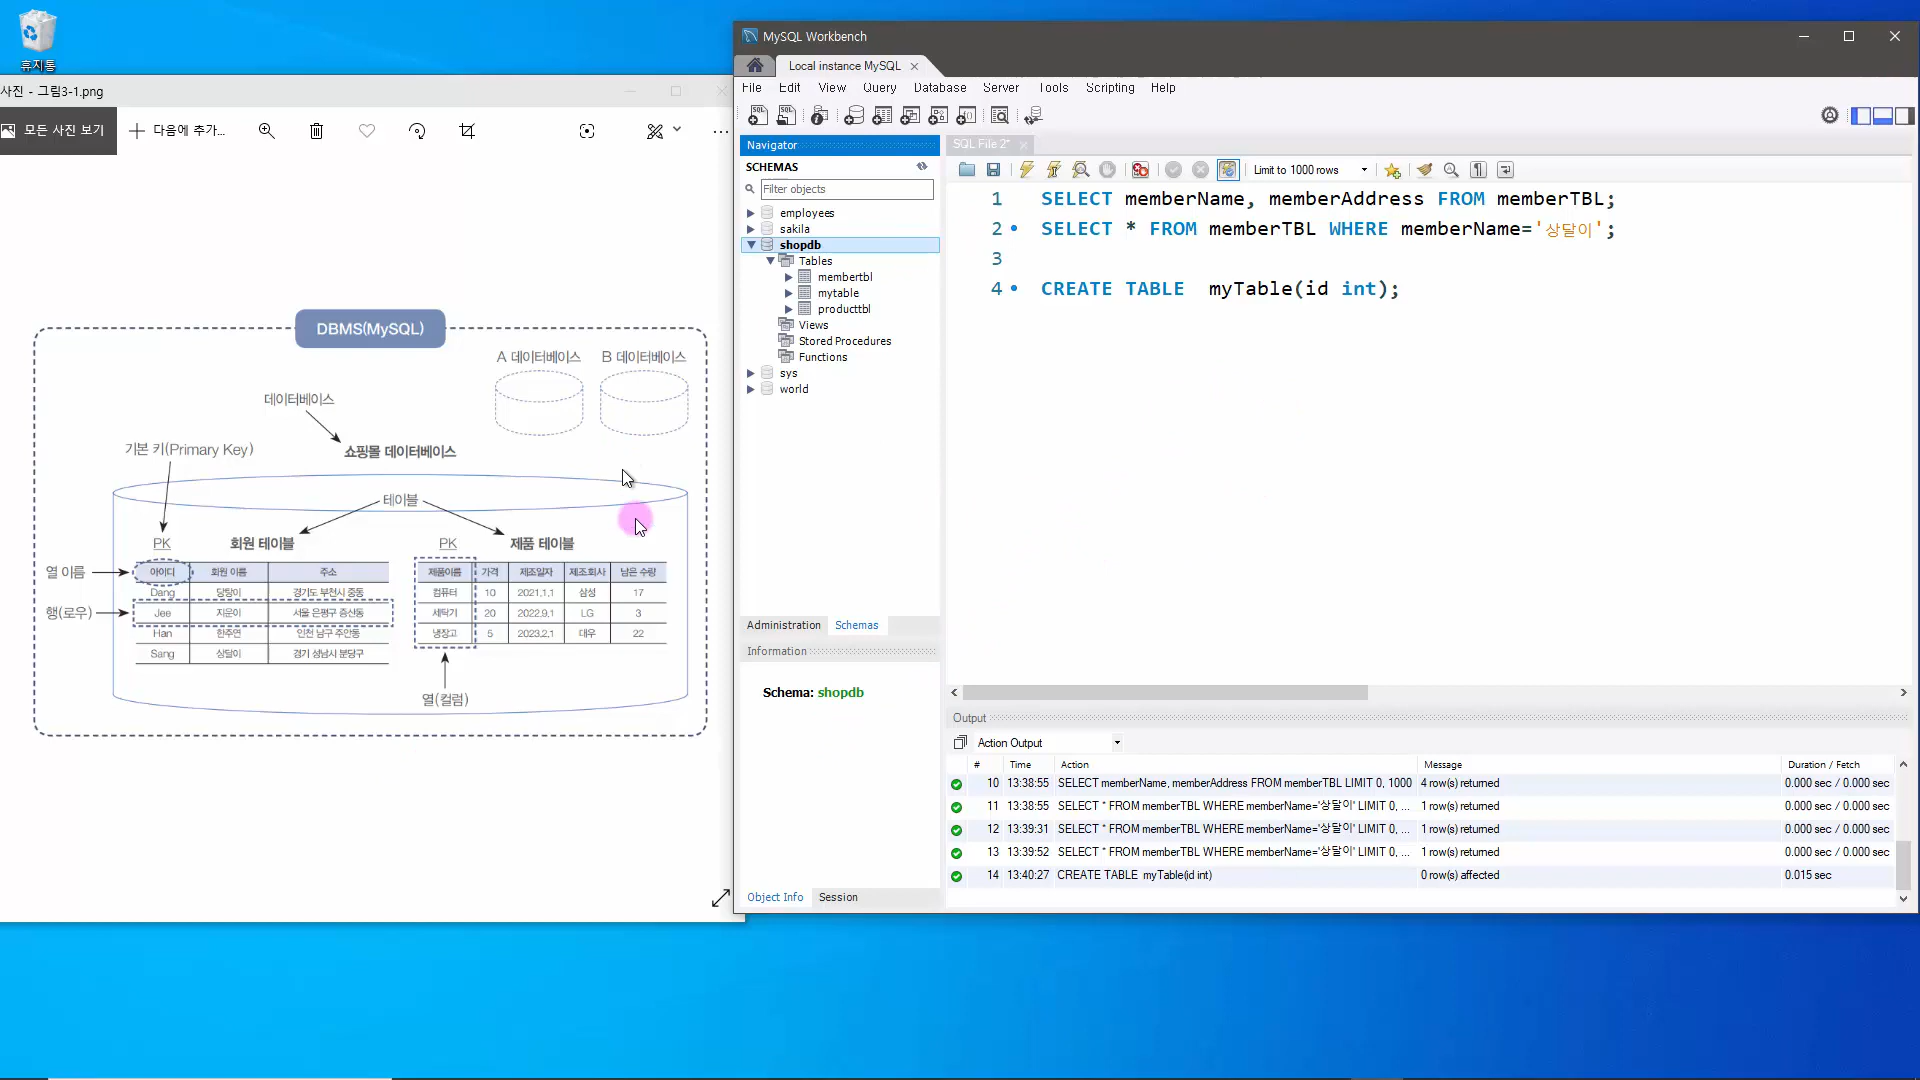 휴지통
사진 - 그림3-1.png
모든 사진 보기
다음에 추가...
DBMS(MySQL)
A 데이터베이스 B 데이터베이스
데이터베이스
기본 키(Primary Key)
쇼핑몰 데이터베이스
테이블
PK 회원 테이블 PK 제품 테이블
열 이름 아이디 회원 이름 주소 제품이름 가격 제조일자 제조회사 남은 수량
Dang 당탕이 경기도 부천시 중동 컴퓨터 10 2021.1.1 삼성 17
행(로우) Jee 지운이 서울 은평구 증산동 세탁기 20 2022.9.1 LG 3
Han 한주연 인천 남구 주안동 냉장고 5 2023.2.1 대우 22
Sang 상달이 경기 성남시 분당구
열(컬럼)
MySQL Workbench
Local instance MySQL
File Edit View Query Database Server Tools Scripting Help
Navigator
SCHEMAS
Filter objects
employees
sakila
shopdb
Tables
membertbl
mytable
producttbl
Views
Stored Procedures
Functions
sys
world
Administration Schemas
Information
Schema: shopdb
Object Info Session
SQL File 2*
Limit to 1000 rows
1 SELECT memberName, memberAddress FROM memberTBL;
2 SELECT * FROM memberTBL WHERE memberName='상달이';
3
4 CREATE TABLE  myTable(id int);
Output
Action Output
# Time Action Message Duration / Fetch
10 13:38:55 SELECT memberName, memberAddress FROM memberTBL LIMIT 0, 1000 4 row(s) returned 0.000 sec / 0.000 sec
11 13:38:55 SELECT * FROM memberTBL WHERE memberName='상달이' LIMIT 0, ... 1 row(s) returned 0.000 sec / 0.000 sec
12 13:39:31 SELECT * FROM memberTBL WHERE memberName='상달이' LIMIT 0, ... 1 row(s) returned 0.000 sec / 0.000 sec
13 13:39:52 SELECT * FROM memberTBL WHERE memberName='상달이' LIMIT 0, ... 1 row(s) returned 0.000 sec / 0.000 sec
14 13:40:27 CREATE TABLE  myTable(id int) 0 row(s) affected 0.015 sec